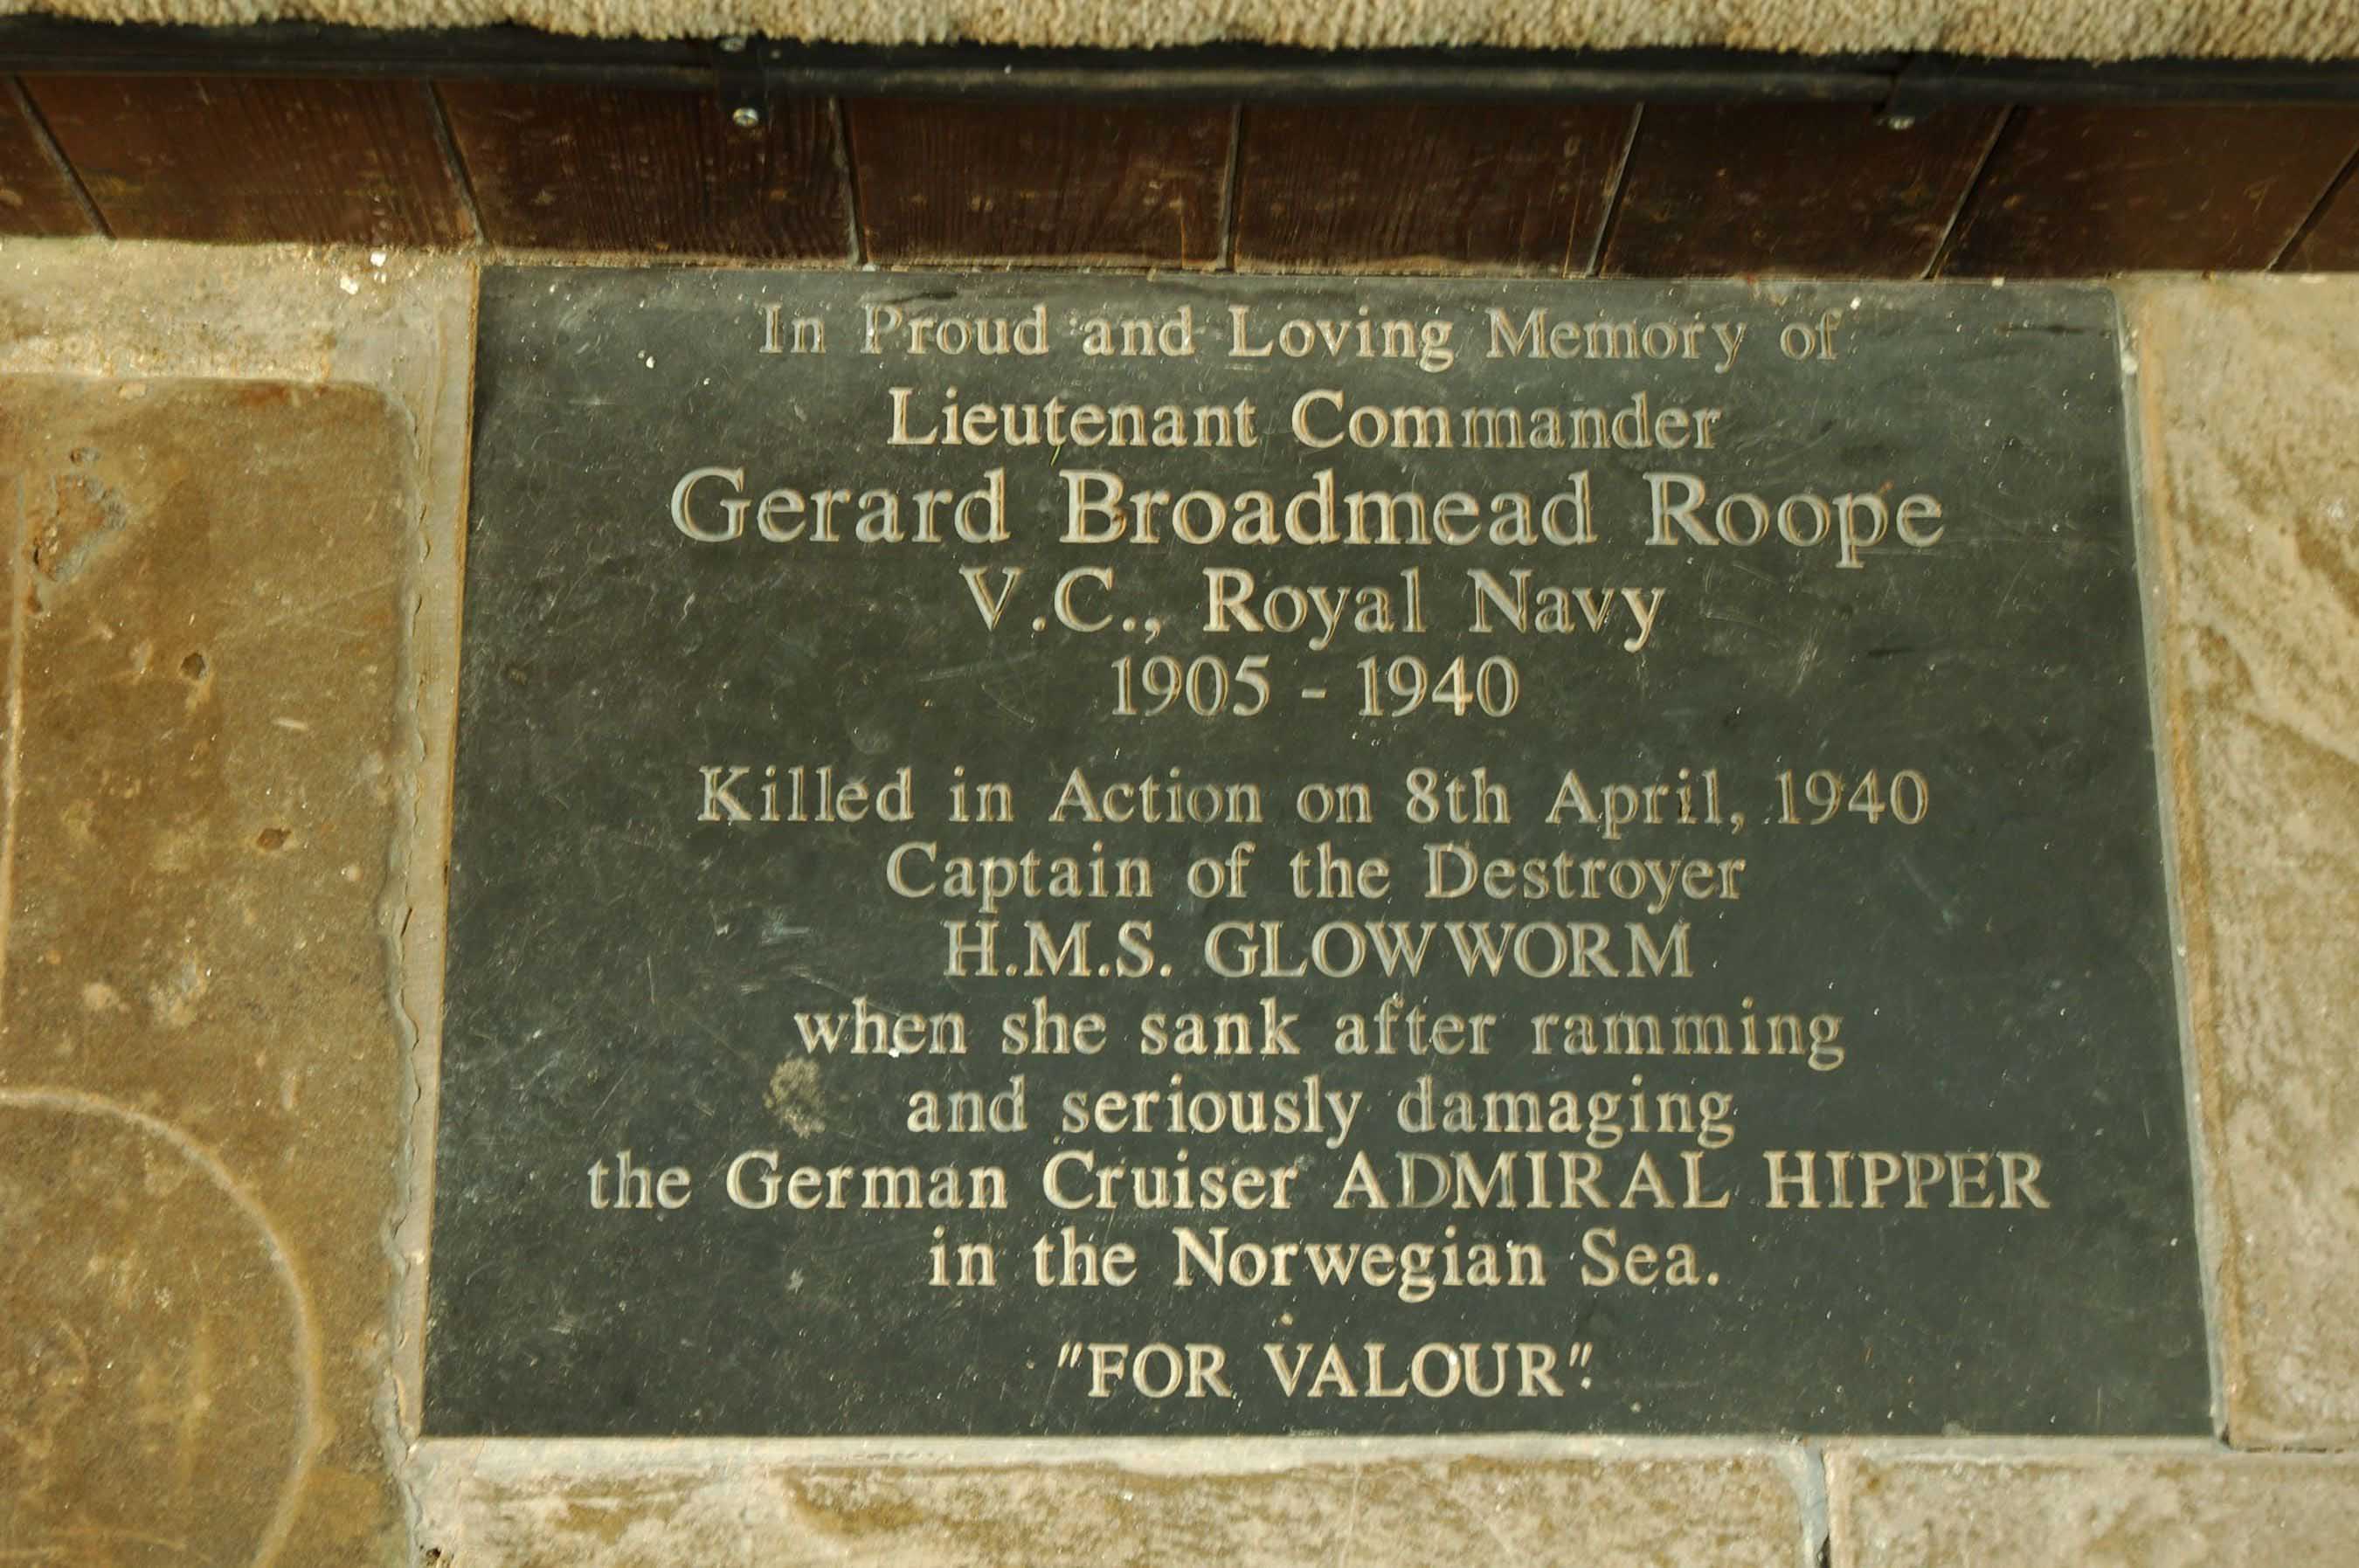 In Proud and Loving Memory of
Lieutenant Commander
Gerard Broadmead Roope
V.C., Royal Navy
1905 - 1940
Killed in Action on 8th April, 1940
Captain of the Destroyer
H.M.S. GLOWWORM
when she sank after ramming
and seriously damaging
the German Cruiser ADMIRAL HIPPER
in the Norwegian Sea.
"FOR VALOUR".